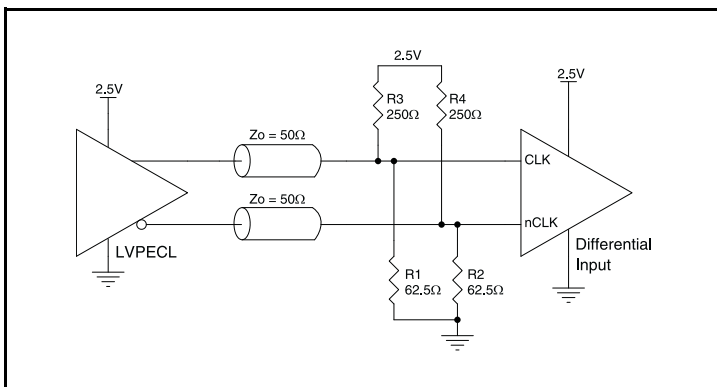 2.5V
2.5V
2.5V
R3
250Ω
R4
250Ω
Zo = 50Ω
CLK
Zo = 50Ω
nCLK
LVPECL
Differential
Input
R1
62.5Ω
R2
62.5Ω